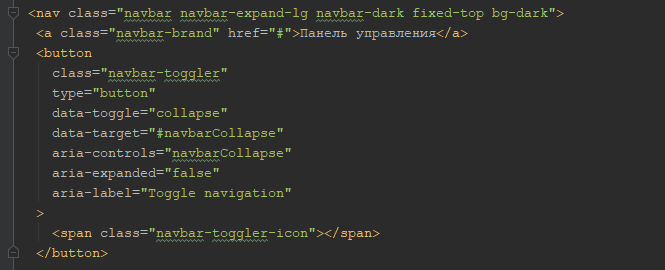 <nav class="navbar navbar-expand-lg navbar-dark fixed-top bg-dark">
<a class="navbar-brand" href="#">Панель управления</a>
<button
class="navbar-toggler"
type="button"
data-toggle="collapse"
data-target="#navbarCollapse"
aria-controls="navbarCollapse"
aria-expanded="false"
aria-label="Toggle navigation"
>
<span class="navbar-toggler-icon"></span>
</button>